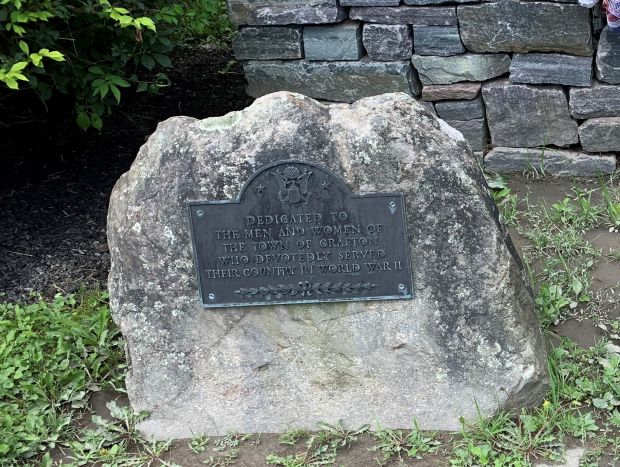 DEDICATED TO
THE MEN AND WOMEN OF
THE TOWN OF GRAFTON
WHO DEVOTEDLY SERVED
THEIR COUNTRY IN WORLD WAR II